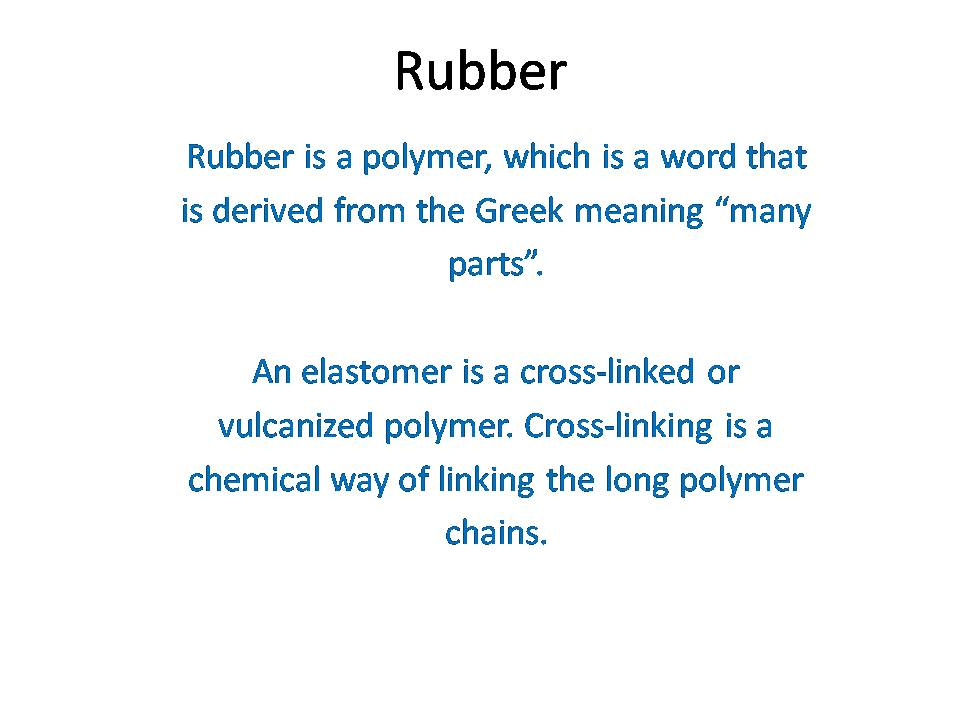 Rubber
Rubber is a polymer, which is a word that
is derived from the Greek meaning “many
parts”.
An elastomer is a cross-linked or
vulcanized polymer. Cross-linking is a
chemical way of linking the long polymer
chains.